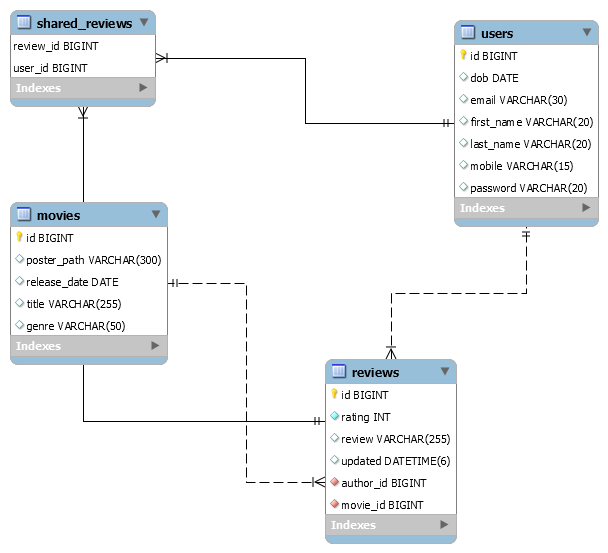 shared_reviews
review_id BIGINT
user_id BIGINT
Indexes
users
id BIGINT
dob DATE
email VARCHAR(30)
first_name VARCHAR(20)
last_name VARCHAR(20)
mobile VARCHAR(15)
password VARCHAR(20)
Indexes
movies
id BIGINT
poster_path VARCHAR(300)
release_date DATE
title VARCHAR(255)
genre VARCHAR(50)
Indexes
reviews
id BIGINT
rating INT
review VARCHAR(255)
updated DATETIME(6)
author_id BIGINT
movie_id BIGINT
Indexes